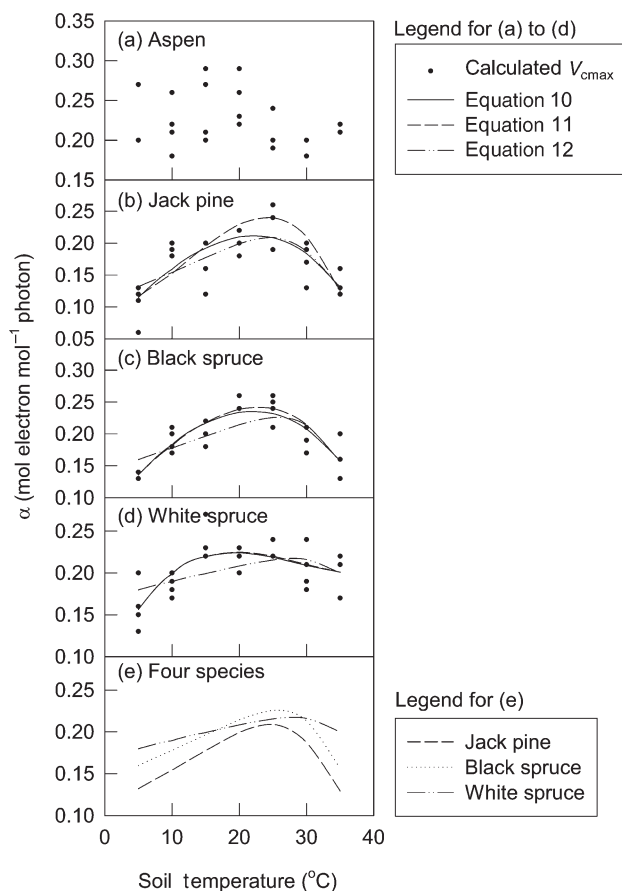 (a) Aspen
0.35
0.30
0.25
0.20
0.15
(b) Jack pine
0.25
0.20
0.15
0.10
0.05
(c) Black spruce
0.30
0.25
0.20
0.15
0.10
(d) White spruce
0.25
0.20
0.15
0.10
(e) Four species
0.25
0.20
0.15
0.10
0
10
20
30
40
Soil temperature (°C)
α (mol electron mol⁻¹ photon)
Legend for (a) to (d)
Calculated Vcmax
Equation 10
Equation 11
Equation 12
Legend for (e)
Jack pine
Black spruce
White spruce